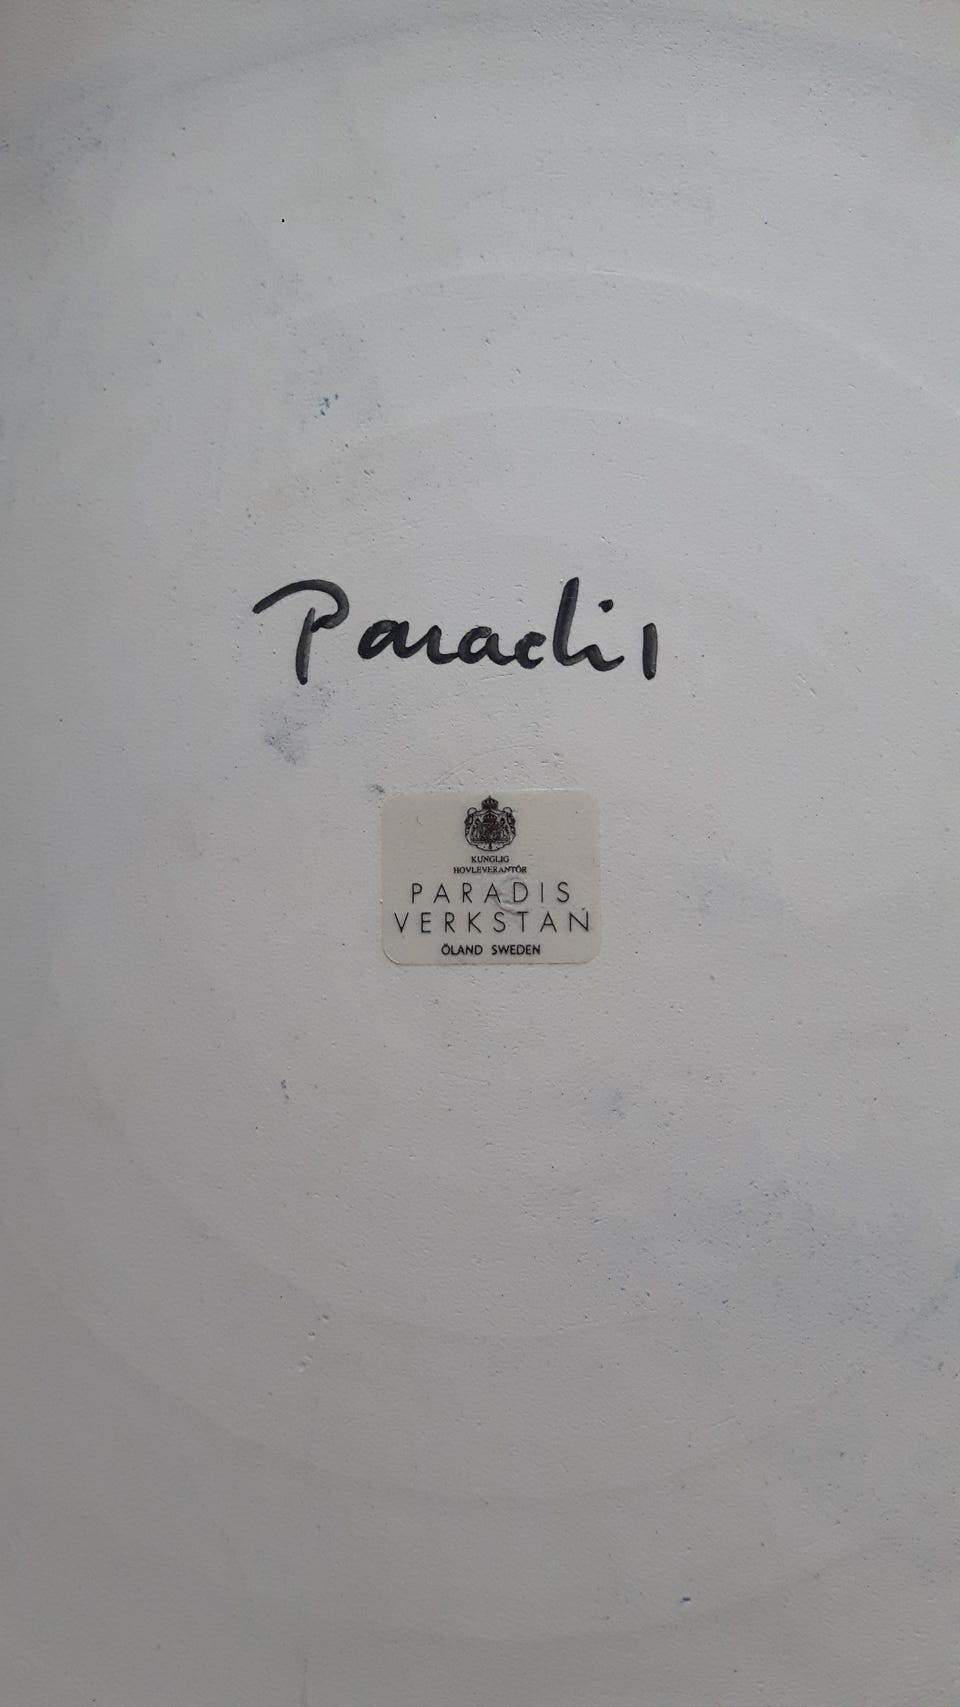 Paradis
KUNGLIG
HOVLEVERANTÖR
PARADIS
VERKSTAN
ÖLAND SWEDEN